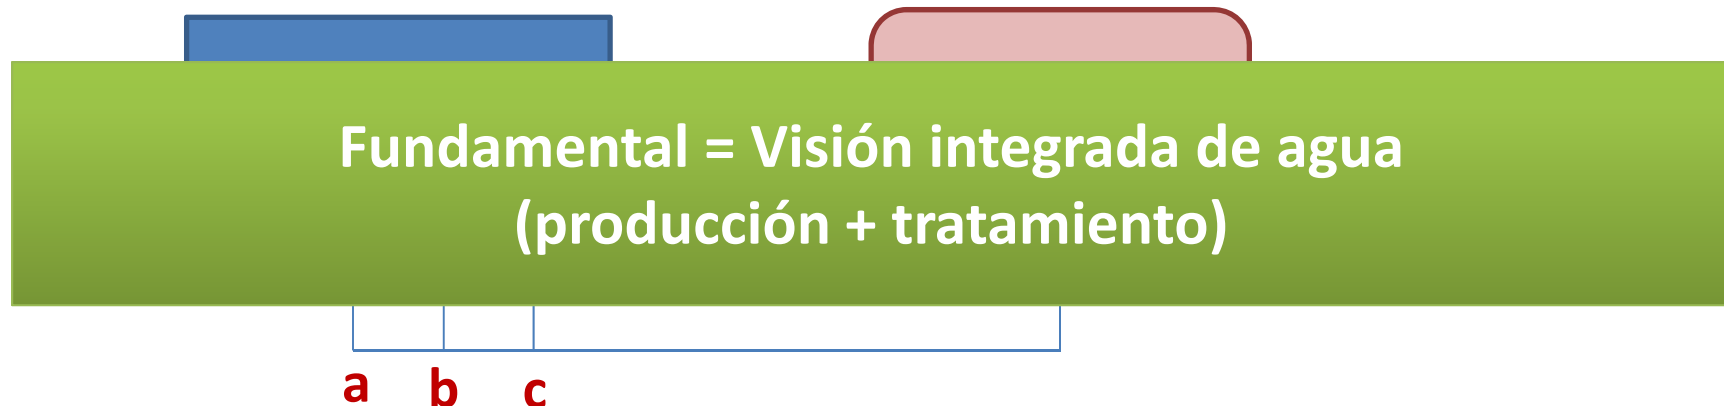 Fundamental = Visión integrada de agua
(producción + tratamiento)
a b c